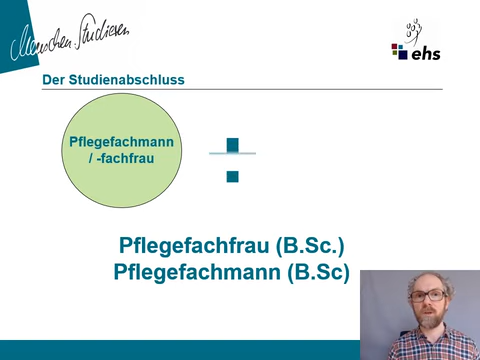 Menschen.Studieren
ehs
Der Studienabschluss
Pflegefachmann
/ -fachfrau
Pflegefachfrau (B.Sc.)
Pflegefachmann (B.Sc)